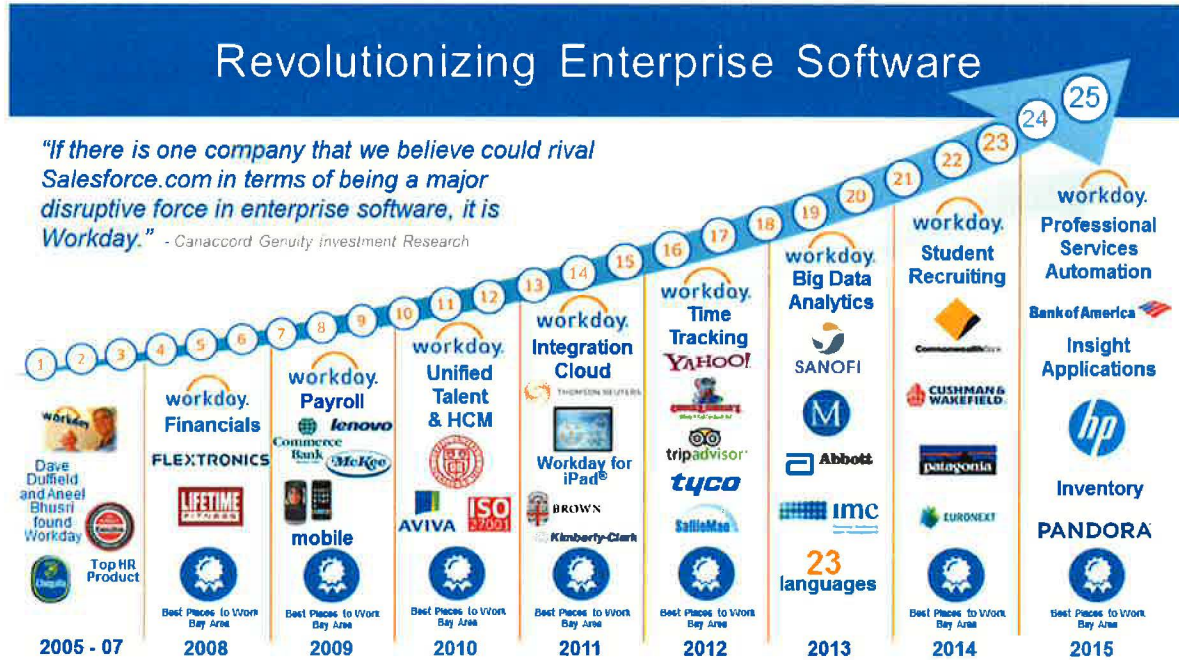 Revolutionizing Enterprise Software
"If there is one company that we believe could rival
Salesforce.com in terms of being a major
disruptive force in enterprise software, it is
Workday." - Canaccord Genuity Investment Research
1 2 3 4 5 6 7 8 9 10 11 12 13 14 15 16 17 18 19 20 21 22 23 24 25
workday
Dave
Duffield
and Aneel
Bhusri
found
Workday
Top HR
Product
Chiquita
2005 - 07
workday.
Financials
FLEXTRONICS
LIFETIME
FITNESS
Best Places to Work
Bay Area
2008
workday.
Payroll
lenovo
Commerce
Bank
McKee
mobile
Best Places to Work
Bay Area
2009
workday.
Unified
Talent
& HCM
AVIVA
ISO
27001
Best Places to Work
Bay Area
2010
workday.
Integration
Cloud
THOMSON REUTERS
Workday for
iPad®
BROWN
Kimberly-Clark
Best Places to Work
Bay Area
2011
workday.
Time
Tracking
YAHOO!
tripadvisor
tyco
SallieMae
Best Places to Work
Bay Area
2012
workday.
Big Data
Analytics
SANOFI
M
Abbott
imc
23
languages
2013
workday.
Student
Recruiting
CommonwealthBank
CUSHMAN &
WAKEFIELD
patagonia
EURONEXT
Best Places to Work
Bay Area
2014
workday.
Professional
Services
Automation
Bank of America
Insight
Applications
hp
Inventory
PANDORA
Best Places to Work
Bay Area
2015